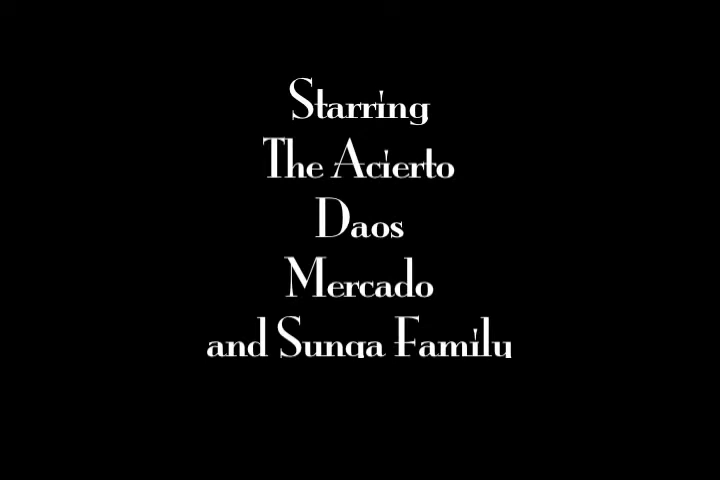 Starring
The Acierto
Daos
Mercado
and Sunga Family